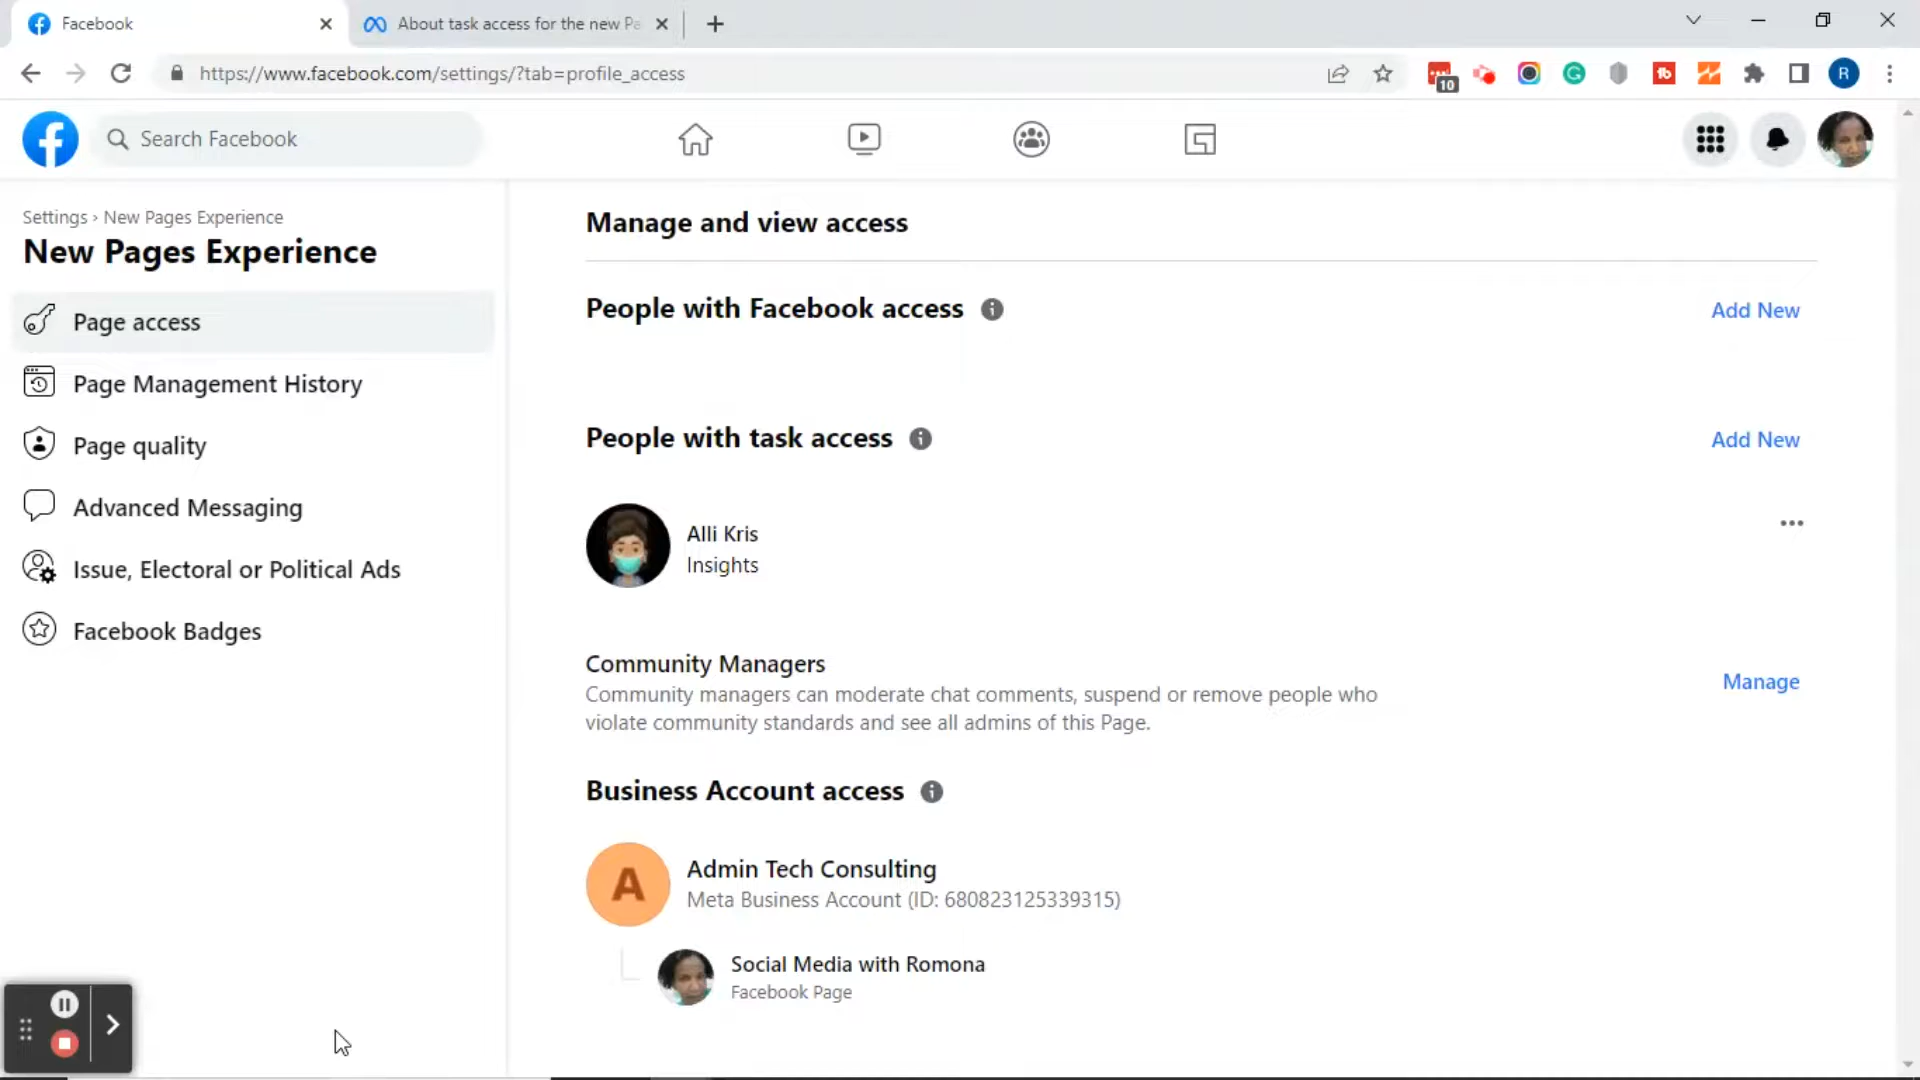 Facebook
About task access for the new Pa
https://www.facebook.com/settings/?tab=profile_access
10
R
Search Facebook
Settings › New Pages Experience
New Pages Experience
Page access
Page Management History
Page quality
Advanced Messaging
Issue, Electoral or Political Ads
Facebook Badges
Manage and view access
People with Facebook access
Add New
People with task access
Add New
Alli Kris
Insights
Community Managers
Community managers can moderate chat comments, suspend or remove people who
violate community standards and see all admins of this Page.
Manage
Business Account access
A
Admin Tech Consulting
Meta Business Account (ID: 680823125339315)
Social Media with Romona
Facebook Page